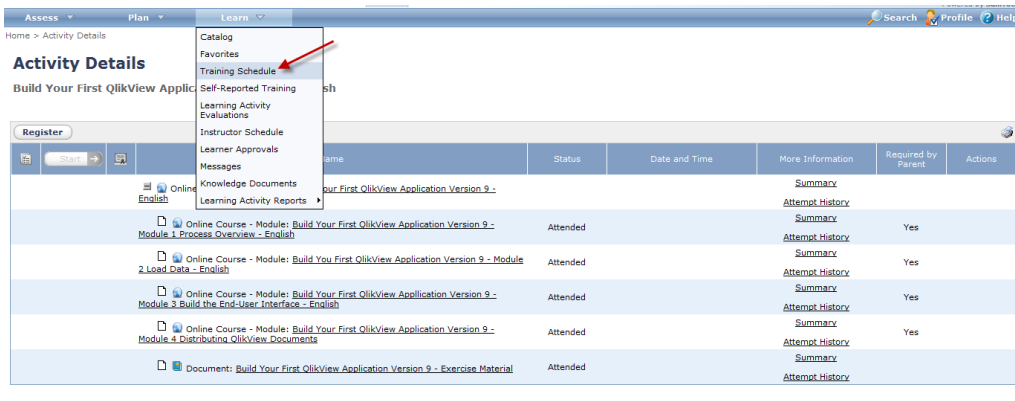 Assess Plan Learn Search Profile Help
Home > Activity Details
Catalog
Favorites
Training Schedule
Self-Reported Training
Learning Activity
Evaluations
Instructor Schedule
Learner Approvals
Messages
Knowledge Documents
Learning Activity Reports
Activity Details
Build Your First QlikView
Register
Start Name Status Date and Time More Information Required by Parent Actions
Online our First QlikView Application Version 9 -
English
Summary
Attempt History
Online Course - Module: Build Your First QlikView Application Version 9 -
Module 1 Process Overview - English
Attended
Summary
Attempt History
Yes
Online Course - Module: Build You First QlikView Application Version 9 - Module
2 Load Data - English
Attended
Summary
Attempt History
Yes
Online Course - Module: Build Your First QlikView Appllication Version 9 -
Module 3 Build the End-User Interface - English
Attended
Summary
Attempt History
Yes
Online Course - Module: Build Your First QlikView Application Version 9 -
Module 4 Distributing QlikView Documents
Attended
Summary
Attempt History
Yes
Document: Build Your First QlikView Application Version 9 - Exercise Material
Attended
Summary
Attempt History